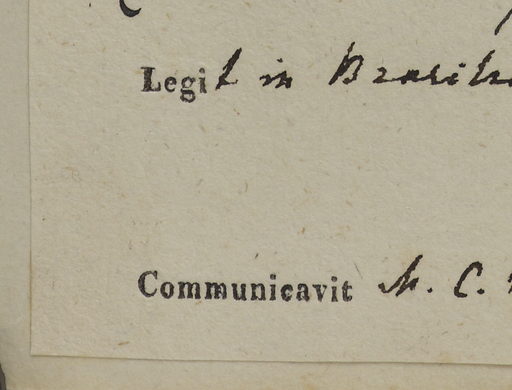 Legit in Brasilia
Communicavit M. C.